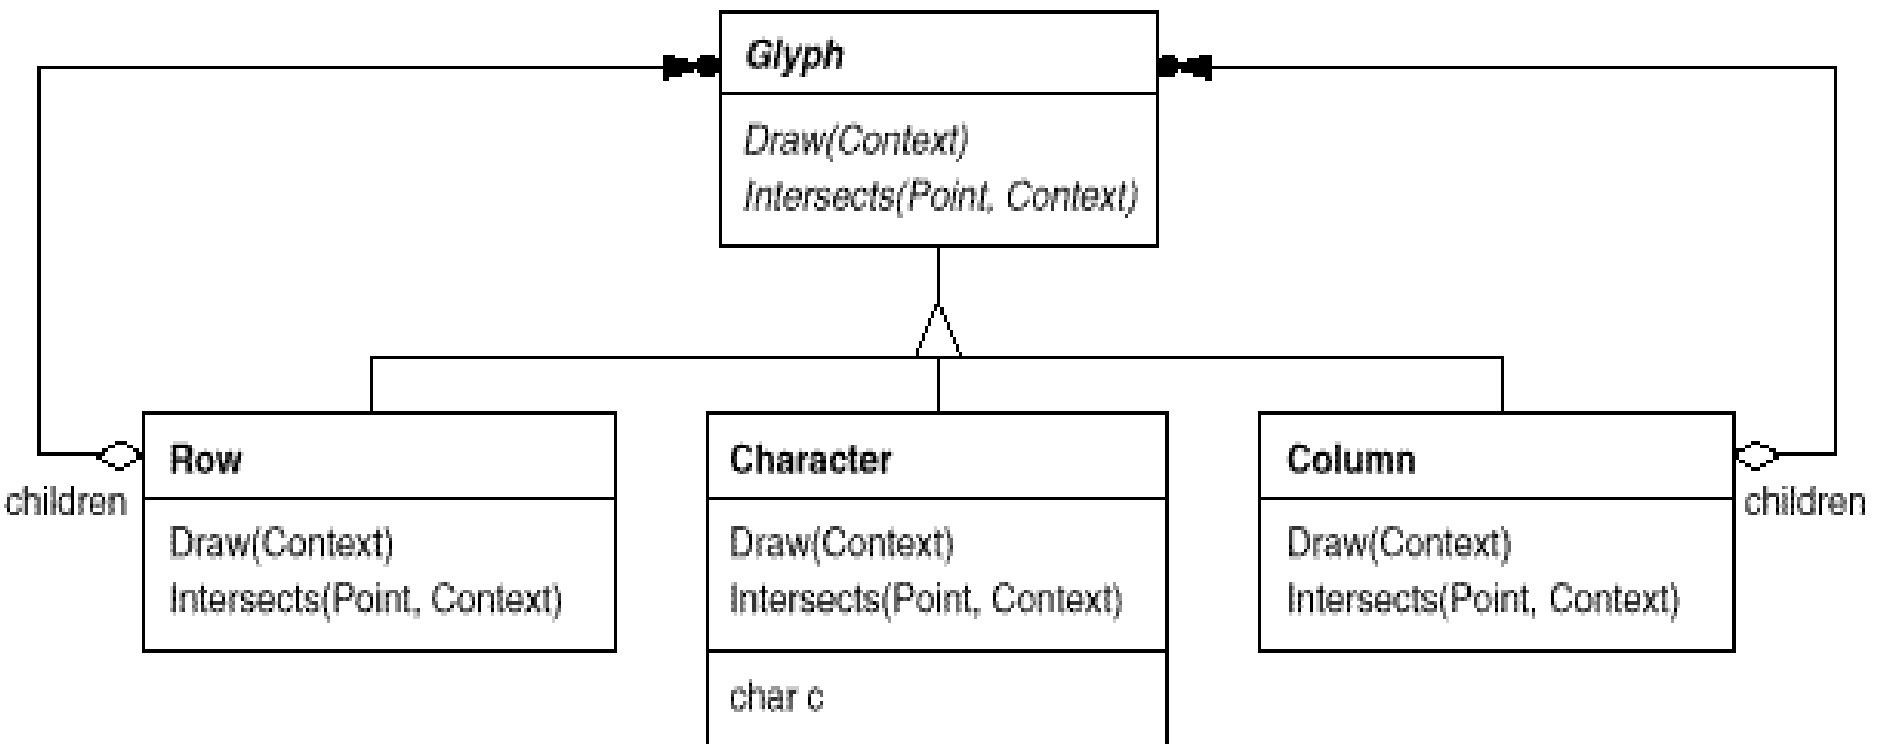 Glyph
Draw(Context)
Intersects(Point, Context)
Row
children
Draw(Context)
Intersects(Point, Context)
Character
Draw(Context)
Intersects(Point, Context)
char c
Column
children
Draw(Context)
Intersects(Point, Context)